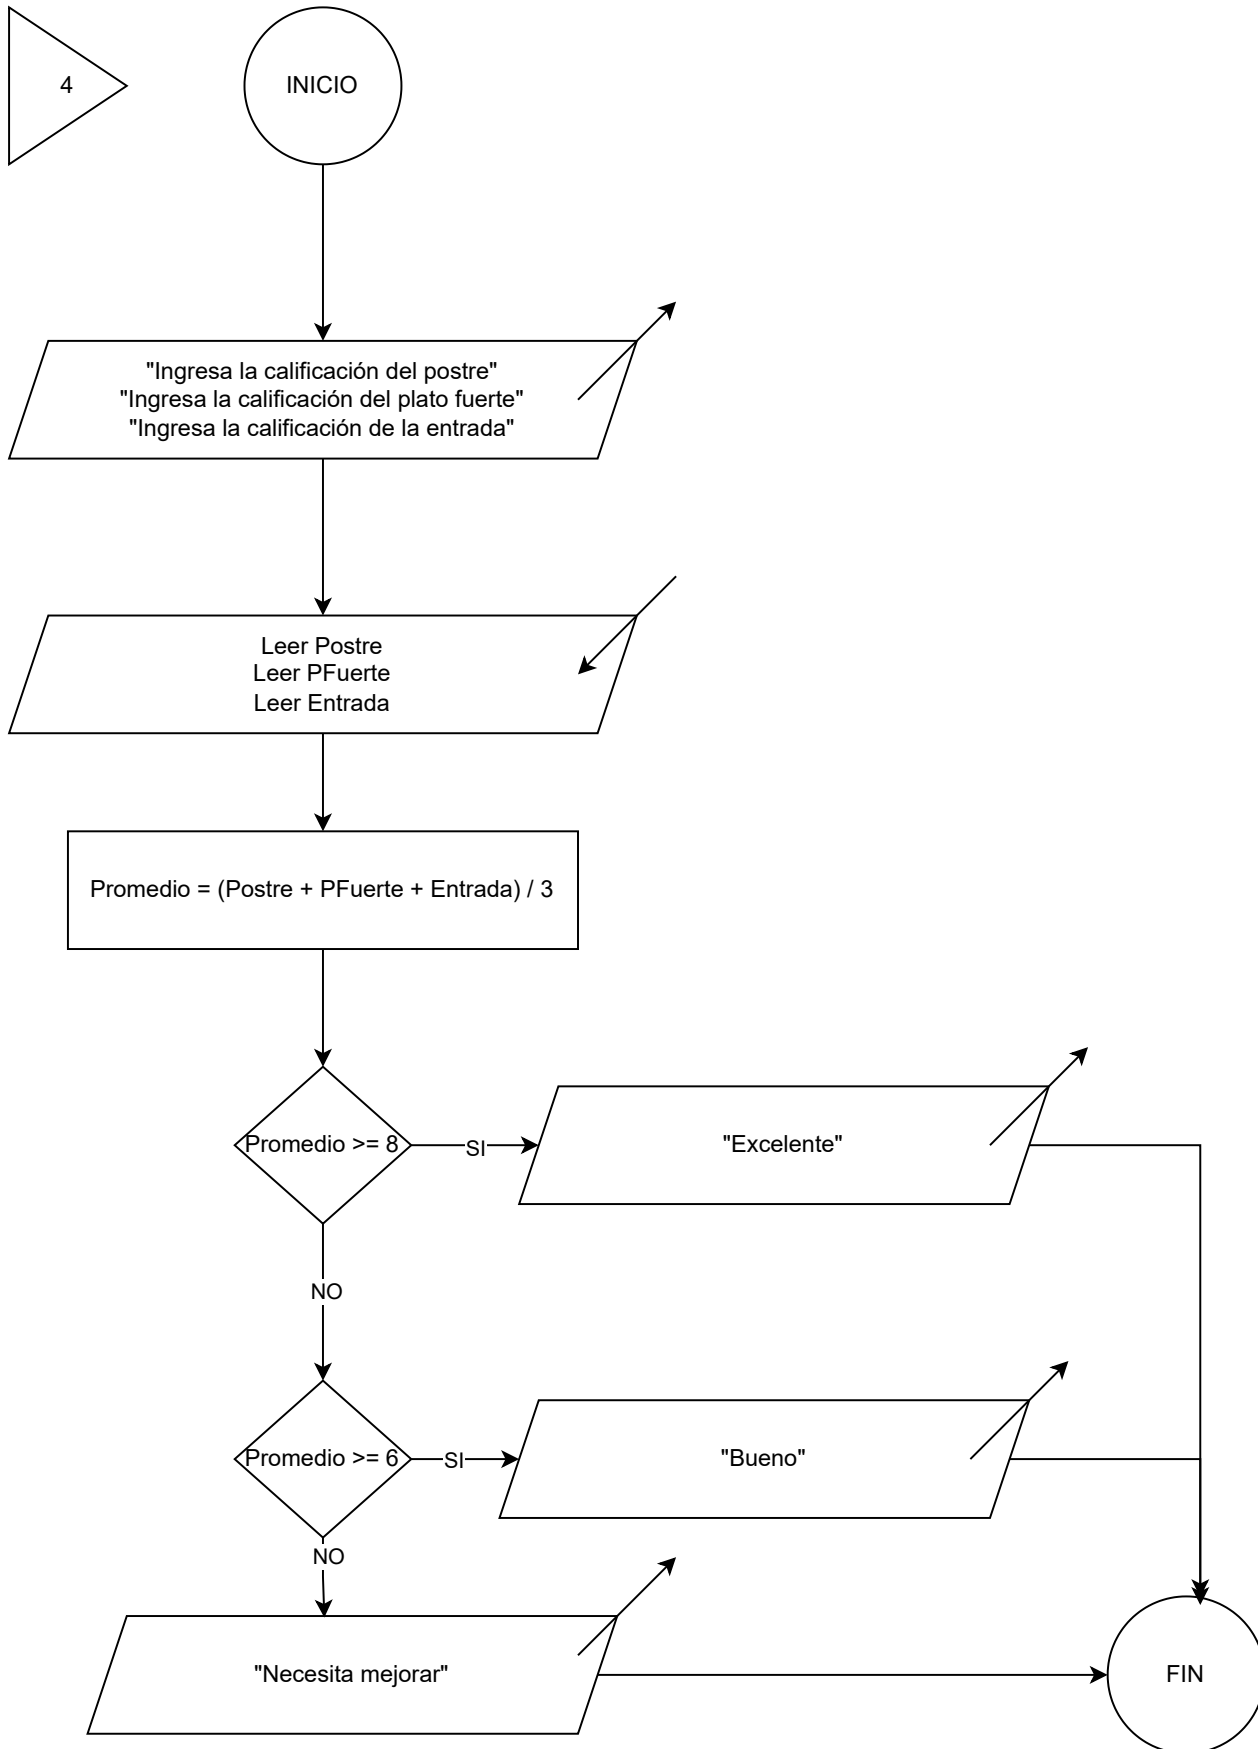 4
INICIO
"Ingresa la calificación del postre"
"Ingresa la calificación del plato fuerte"
"Ingresa la calificación de la entrada"
Leer Postre
Leer PFuerte
Leer Entrada
Promedio = (Postre + PFuerte + Entrada) / 3
Promedio >= 8
SI
"Excelente"
NO
Promedio >= 6
SI
"Bueno"
NO
"Necesita mejorar"
FIN